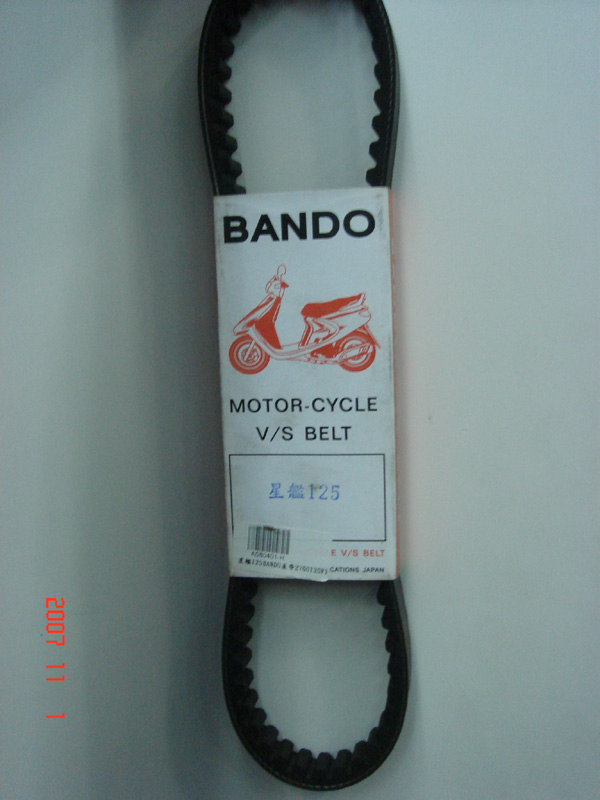 BANDO
MOTOR-CYCLE
V/S BELT
星艦125
E V/S BELT
CATIONS JAPAN
2007 11 1